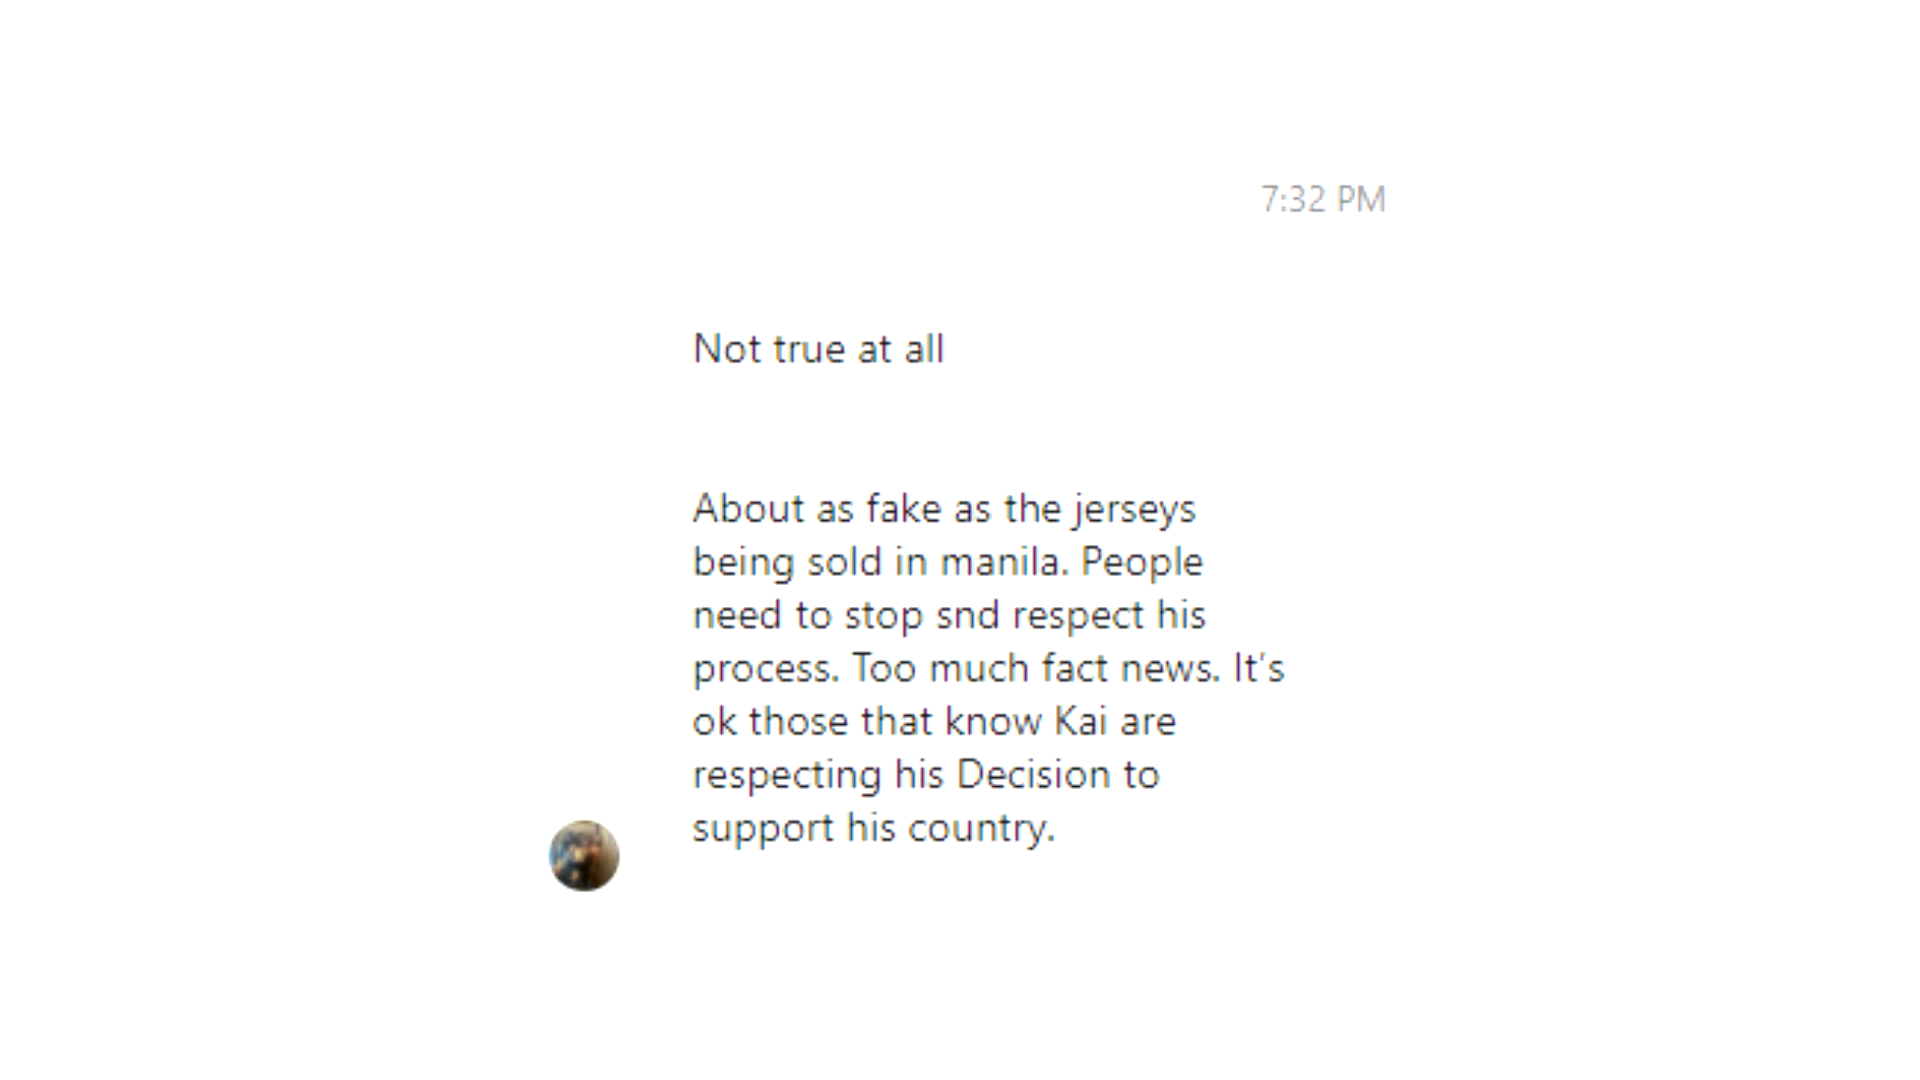 7:32 PM
Not true at all
About as fake as the jerseys
being sold in manila. People
need to stop snd respect his
process. Too much fact news. It's
ok those that know Kai are
respecting his Decision to
support his country.